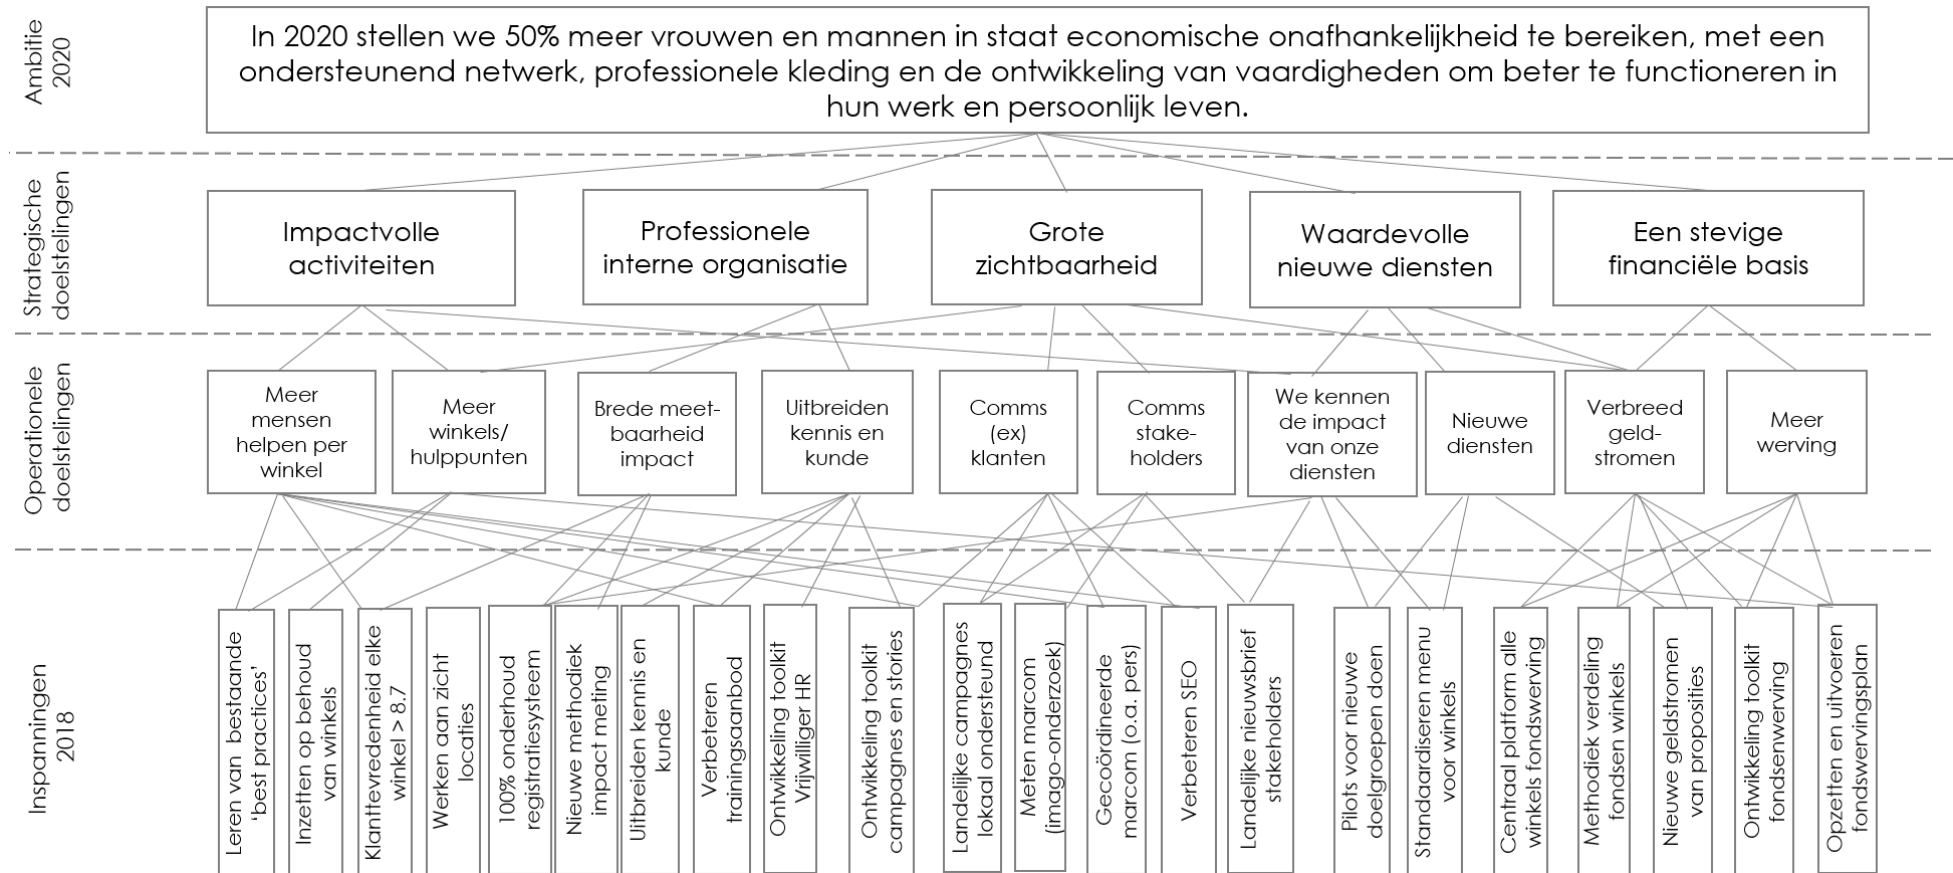 Ambitie
2020
In 2020 stellen we 50% meer vrouwen en mannen in staat economische onafhankelijkheid te bereiken, met een
ondersteunend netwerk, professionele kleding en de ontwikkeling van vaardigheden om beter te functioneren in
hun werk en persoonlijk leven.
Strategische
doelstelingen
Impactvolle
activiteiten
Professionele
interne organisatie
Grote
zichtbaarheid
Waardevolle
nieuwe diensten
Een stevige
financiële basis
Operationele
doelstelingen
Meer
mensen
helpen per
winkel
Meer
winkels/
hulppunten
Brede meet-
baarheid
impact
Uitbreiden
kennis en
kunde
Comms
(ex)
klanten
Comms
stake-
holders
We kennen
de impact
van onze
diensten
Nieuwe
diensten
Verbreed
geld-
stromen
Meer
werving
Inspanningen
2018
Leren van bestaande
‘best practices’
Inzetten op behoud
van winkels
Klanttevredenheid elke
winkel > 8.7
Werken aan zicht
locaties
100% onderhoud
registratiesysteem
Nieuwe methodiek
impact meting
Uitbreiden kennis en
kunde
Verbeteren
trainingsaanbod
Ontwikkeling toolkit
Vrijwilliger HR
Ontwikkeling toolkit
campagnes en stories
Landelijke campagnes
lokaal ondersteund
Meten marcom
(imago-onderzoek)
Gecoördineerde
marcom (o.a. pers)
Verbeteren SEO
Landelijke nieuwsbrief
stakeholders
Pilots voor nieuwe
doelgroepen doen
Standaardiseren menu
voor winkels
Centraal platform alle
winkels fondswerving
Methodiek verdeling
fondsen winkels
Nieuwe geldstromen
van proposities
Ontwikkeling toolkit
fondsenwerving
Opzetten en uitvoeren
fondswervingsplan